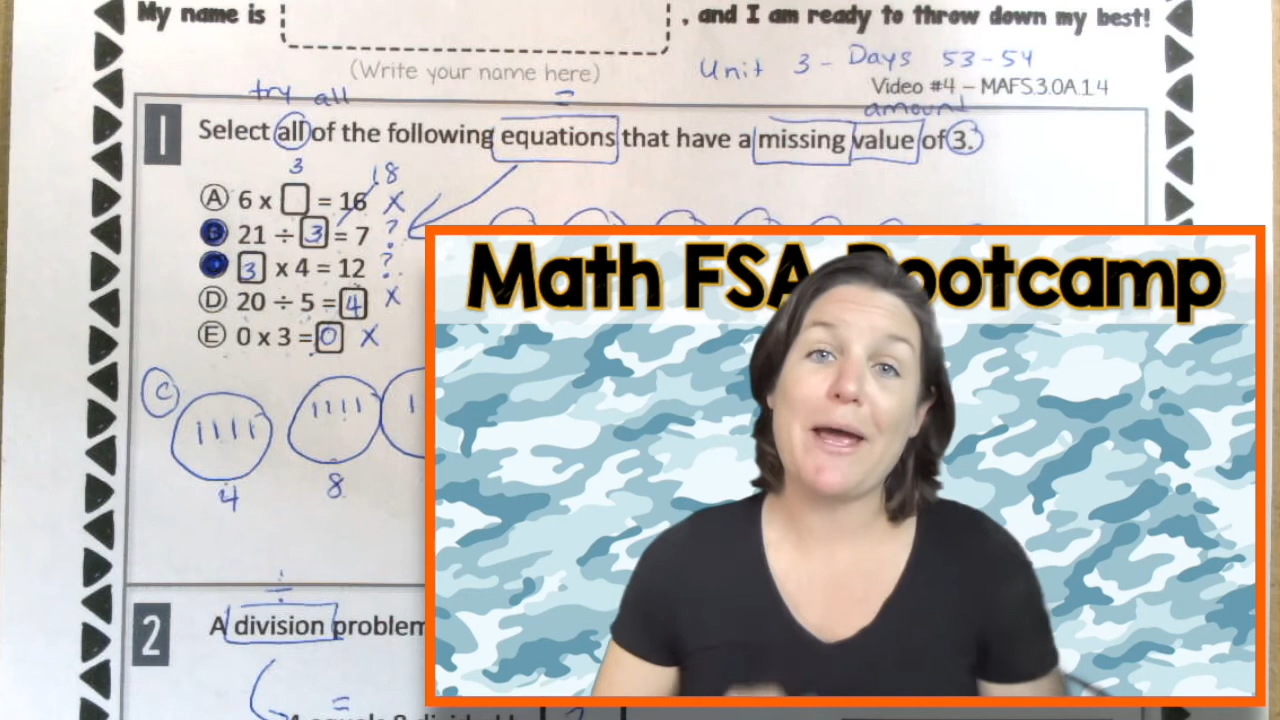 My name is , and I am ready to throw down my best!
(Write your name here)
Unit 3 - Days 53-54
Video #4 – MAFS.3.OA.1.4
try all
=
amount
1 Select all of the following equations that have a missing value of 3.
3
18
A 6 x = 16 X
21 ÷ 3 = 7 ?
3 x 4 = 12 ?
D 20 ÷ 5 = 4 X
E 0 x 3 = 0 X
C
4 8
÷
2 A division problem
=
Math FSA Bootcamp